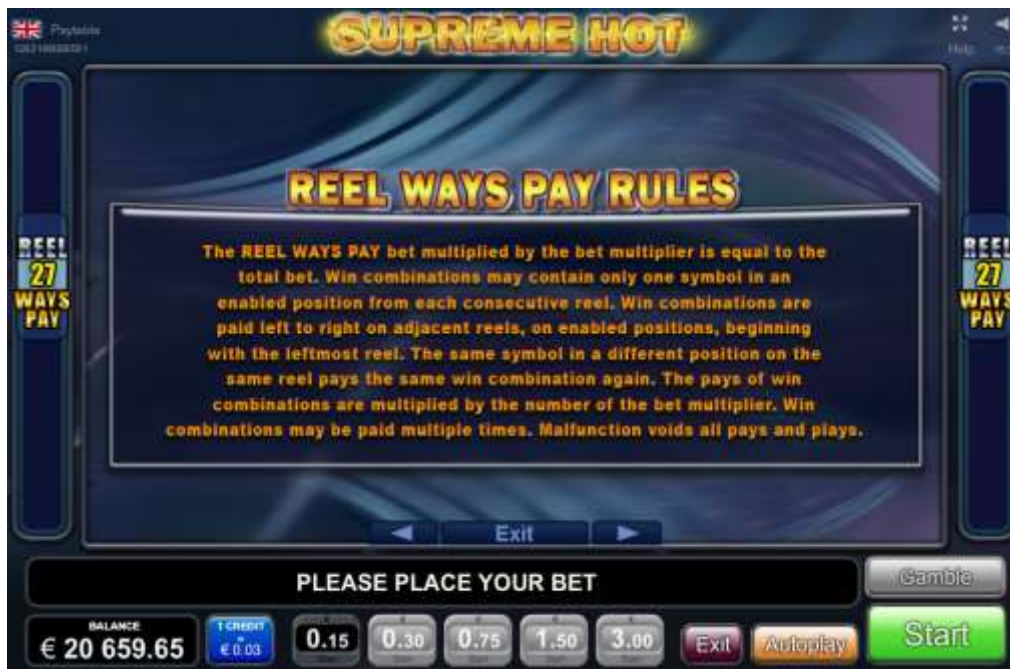 Paytable
SUPREME HOT
Help
REEL WAYS PAY RULES
The REEL WAYS PAY bet multiplied by the bet multiplier is equal to the
total bet. Win combinations may contain only one symbol in an
enabled position from each consecutive reel. Win combinations are
paid left to right on adjacent reels, on enabled positions, beginning
with the leftmost reel. The same symbol in a different position on the
same reel pays the same win combination again. The pays of win
combinations are multiplied by the number of the bet multiplier. Win
combinations may be paid multiple times. Malfunction voids all pays and plays.
REEL
27
WAYS
PAY
REEL
27
WAYS
PAY
Exit
PLEASE PLACE YOUR BET
Gamble
BALANCE
€ 20 659.65
1 CREDIT
=
€ 0.03
0.15
0.30
0.75
1.50
3.00
Exit
Autoplay
Start